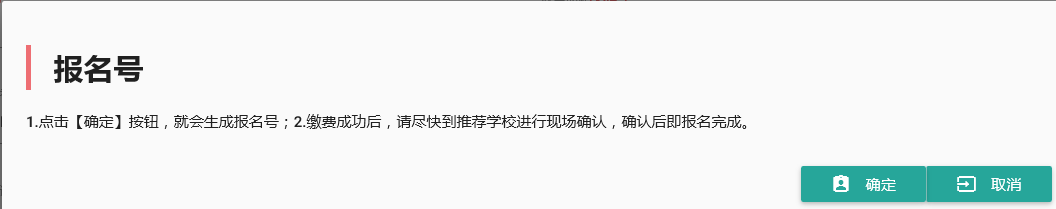 报名号
1.点击【确定】按钮，就会生成报名号；2.缴费成功后，请尽快到推荐学校进行现场确认，确认后即报名完成。
确定 取消